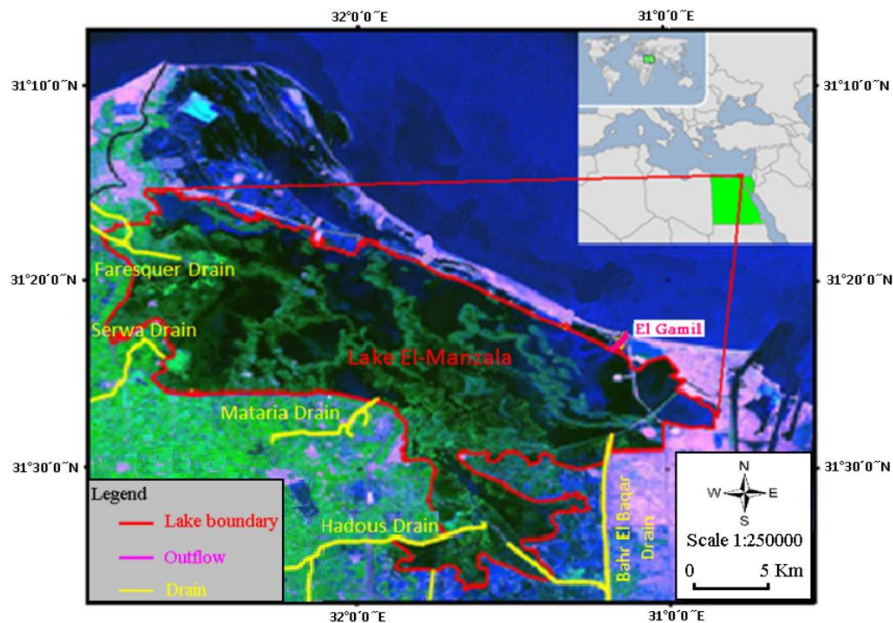 32°0'0˝E
31°0'0˝E
31°10'0˝N
31°10'0˝N
31°20'0˝N
31°20'0˝N
31°30'0˝N
31°30'0˝N
Faresquer Drain
Serwa Drain
El Gamil
Lake El-Manzala
Mataria Drain
Hadous Drain
Bahr El Baqar
Drain
Legend
Lake boundary
Outflow
Drain
N
W E
S
Scale 1:250000
0 5 Km
32°0'0˝E
31°0'0˝E